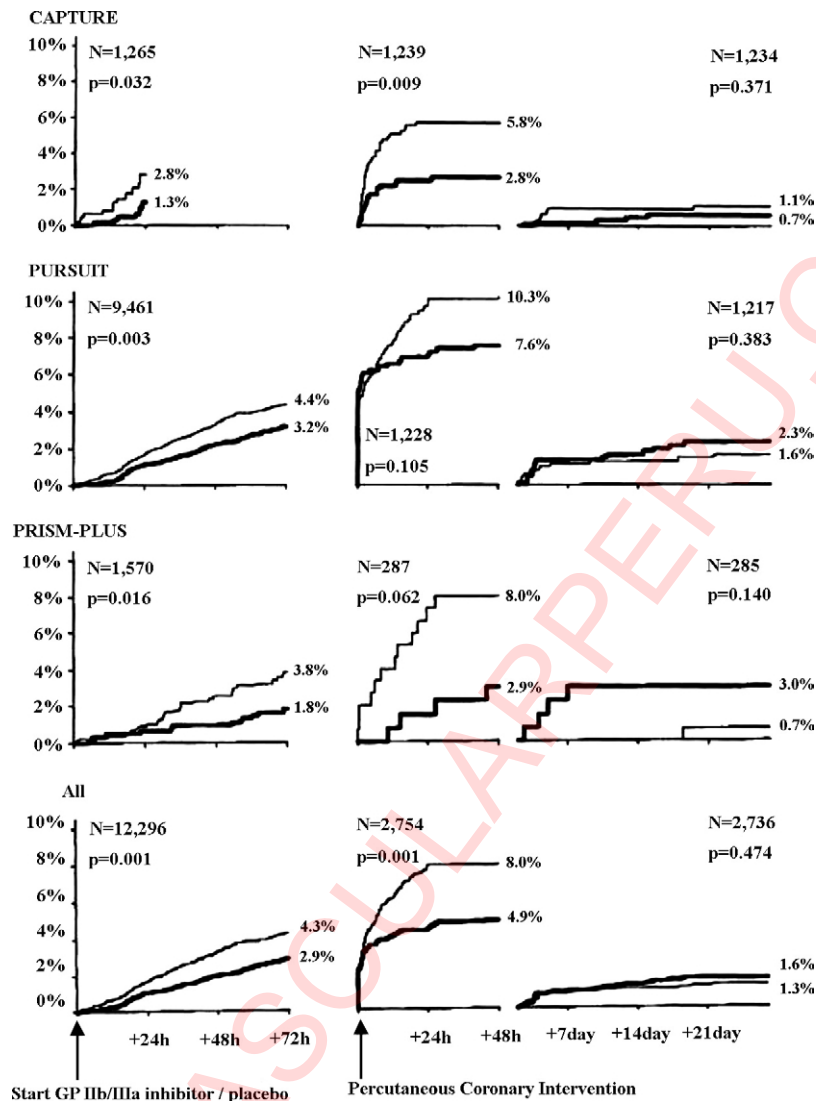 CAPTURE
10%
8%
6%
4%
2%
0%
N=1,265
p=0.032
2.8%
1.3%
N=1,239
p=0.009
5.8%
2.8%
N=1,234
p=0.371
1.1%
0.7%
PURSUIT
10%
8%
6%
4%
2%
0%
N=9,461
p=0.003
4.4%
3.2%
10.3%
7.6%
N=1,228
p=0.105
N=1,217
p=0.383
2.3%
1.6%
PRISM-PLUS
10%
8%
6%
4%
2%
0%
N=1,570
p=0.016
3.8%
1.8%
N=287
p=0.062
8.0%
2.9%
N=285
p=0.140
3.0%
0.7%
All
10%
8%
6%
4%
2%
0%
N=12,296
p=0.001
4.3%
2.9%
N=2,754
p=0.001
8.0%
4.9%
N=2,736
p=0.474
1.6%
1.3%
+24h +48h +72h
+24h +48h
+7day +14day +21day
Start GP IIb/IIIa inhibitor / placebo
Percutaneous Coronary Intervention
ASCULARPERU.C